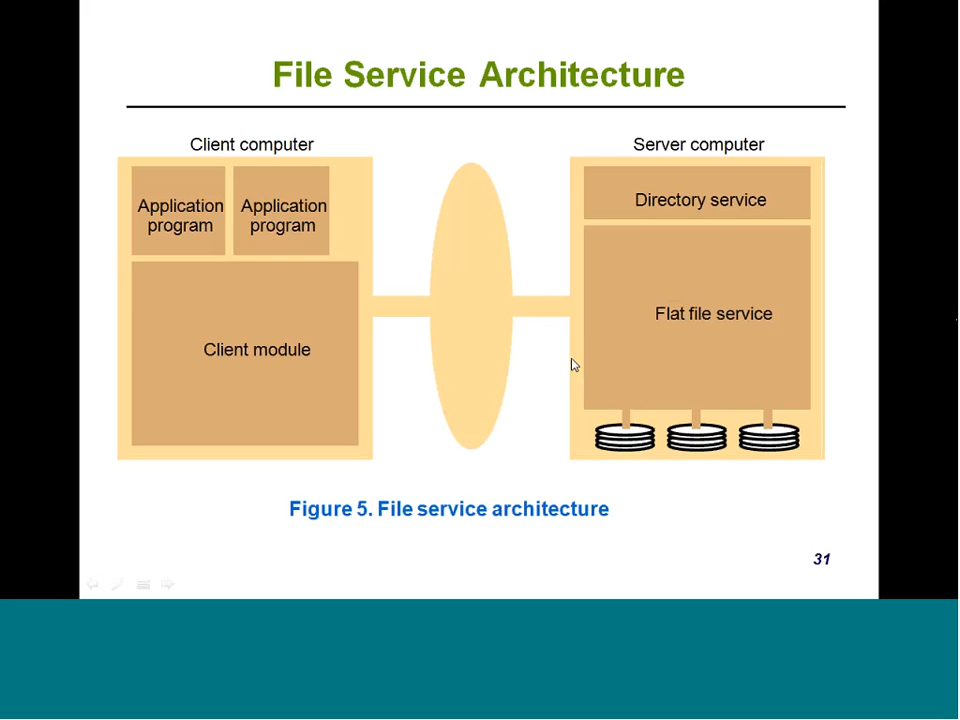 File Service Architecture
Client computer
Server computer
Application
program
Application
program
Client module
Directory service
Flat file service
Figure 5. File service architecture
31